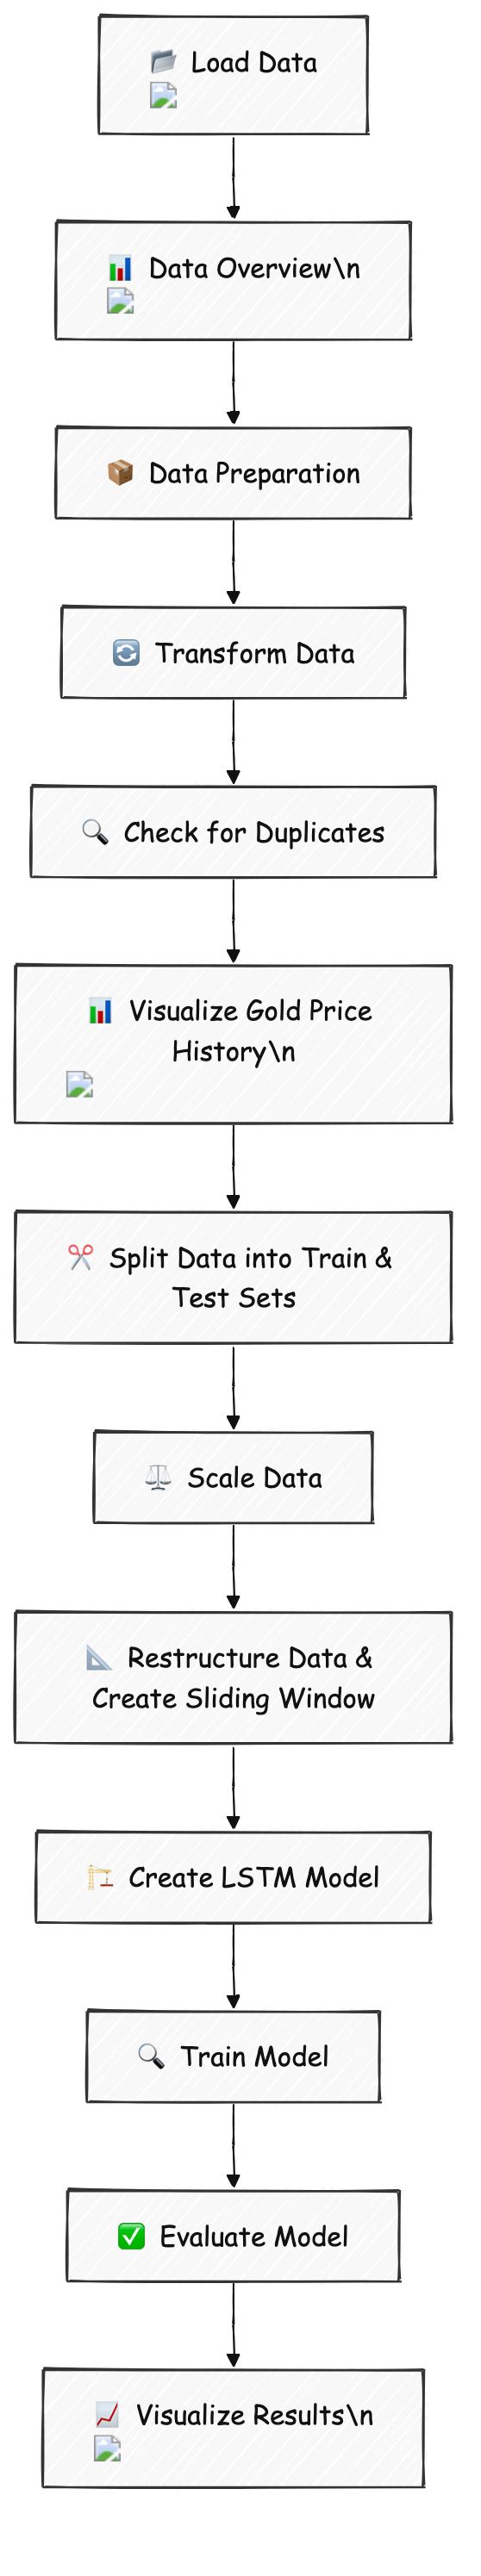 Load Data
Data Overview\n
Data Preparation
Transform Data
Check for Duplicates
Visualize Gold Price
History\n
Split Data into Train &
Test Sets
Scale Data
Restructure Data &
Create Sliding Window
Create LSTM Model
Train Model
Evaluate Model
Visualize Results\n